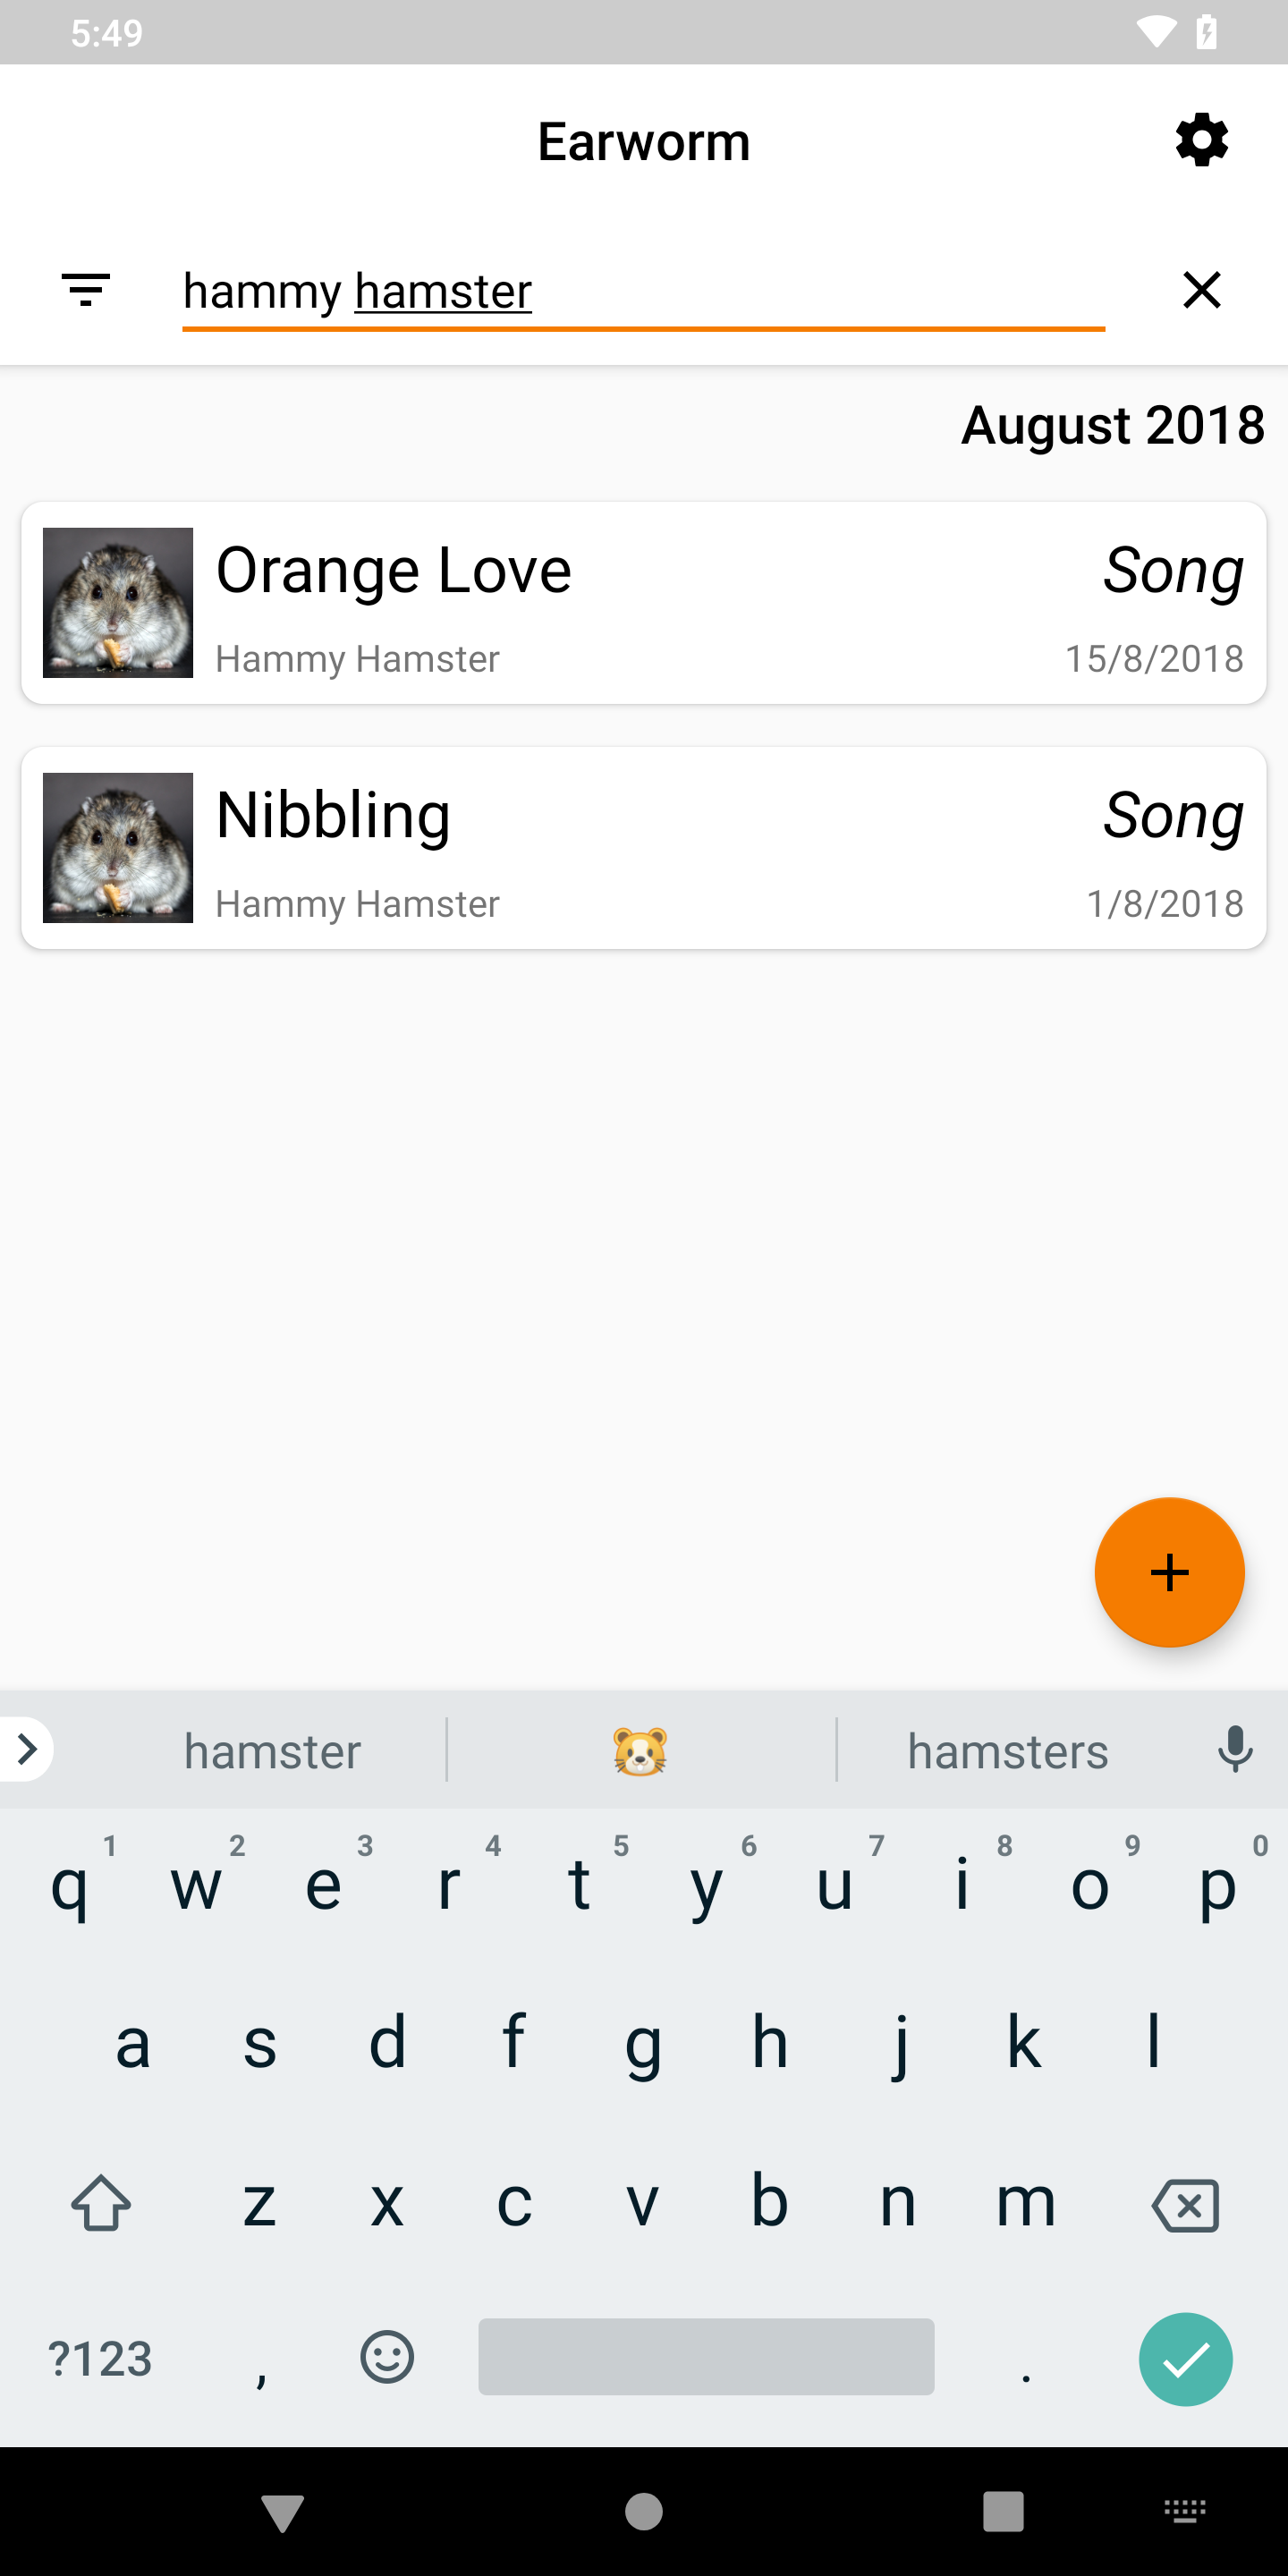 5:49
Earworm
hammy hamster
August 2018
Orange Love Song
Hammy Hamster 15/8/2018
Nibbling Song
Hammy Hamster 1/8/2018
hamster 🐹 hamsters
1 2 3 4 5 6 7 8 9 0
q w e r t y u i o p
a s d f g h j k l
z x c v b n m
?123 , .